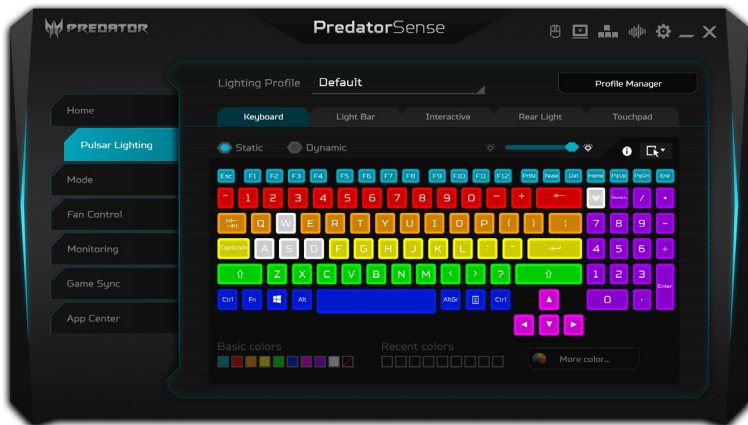 PREDATOR
PredatorSense
Lighting Profile Default Profile Manager
Home
Pulsar Lighting
Mode
Fan Control
Monitoring
Game Sync
App Center
Keyboard Light Bar Interactive Rear Light Touchpad
Static Dynamic
Esc F1 F2 F3 F4 F5 F6 F7 F8 F9 F10 F11 F12 PrtSc Pause Del Home PgUp PgDn End
~ 1 2 3 4 5 6 7 8 9 0 - + NumLk / *
Q W E R T Y U I O P { } | 7 8 9 -
CapsLock A S D F G H J K L : " 4 5 6 +
Z X C V B N M < > ? 1 2 3 Enter
Ctrl Fn Alt AltGr Ctrl 0 .
Basic colors Recent colors More color...